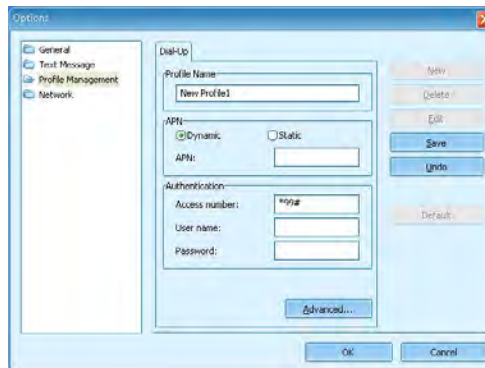 Options
General
Text Message
Profile Management
Network
Dial-Up
Profile Name
New Profile1
APN
Dynamic
Static
APN:
Authentication
Access number:
*99#
User name:
Password:
Advanced...
New
Delete
Edit
Save
Undo
Default
OK
Cancel